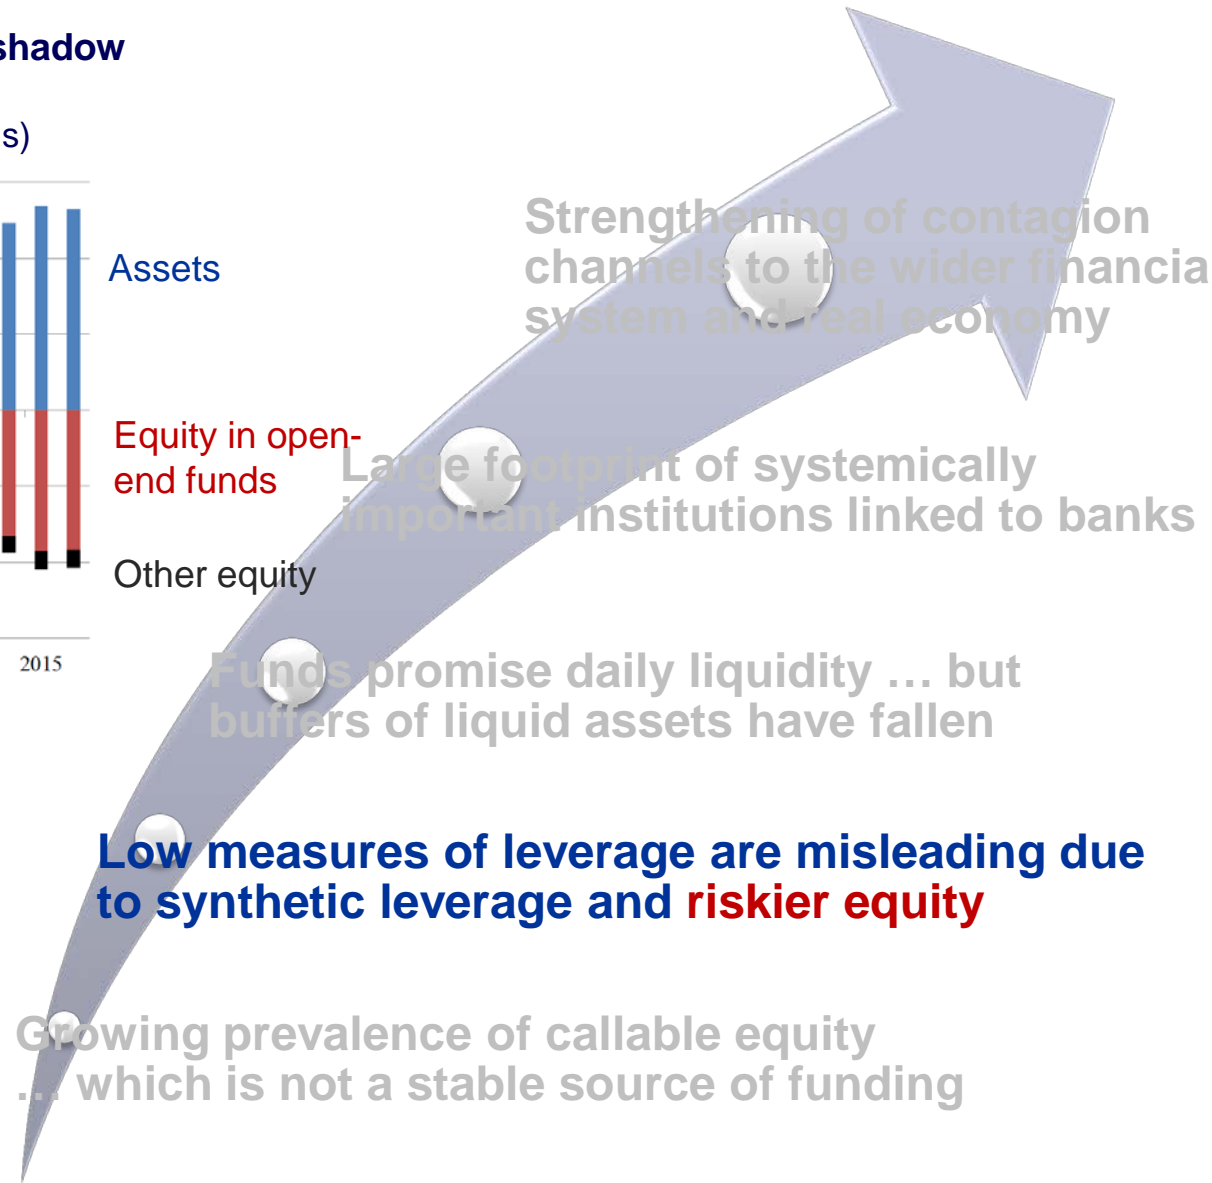 shadow
s)
Assets
Equity in open-
end funds
Other equity
2015
Strengthening of contagion
channels to the wider financia
system and real economy
Large footprint of systemically
important institutions linked to banks
Funds promise daily liquidity … but
buffers of liquid assets have fallen
Low measures of leverage are misleading due
to synthetic leverage and riskier equity
Growing prevalence of callable equity
… which is not a stable source of funding